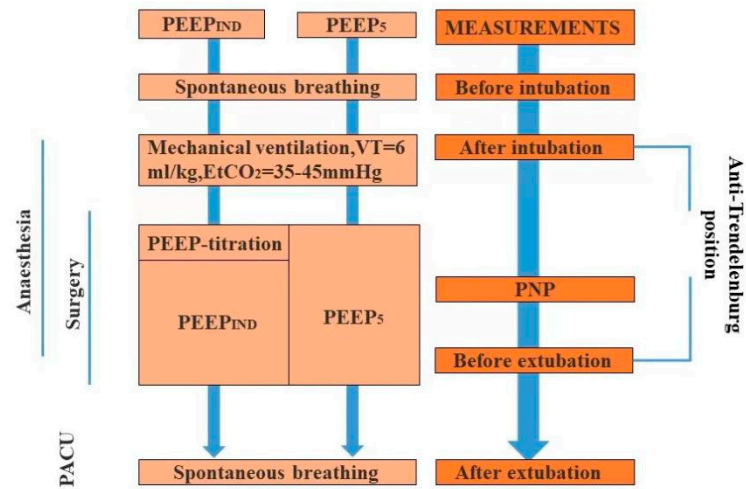 PEEPIND
PEEP5
MEASUREMENTS
Spontaneous breathing
Before intubation
Mechanical ventilation,VT=6
ml/kg,EtCO2=35-45mmHg
After intubation
Anti-Trendelenburg
position
Anaesthesia
Surgery
PEEP-titration
PEEPIND
PEEP5
PNP
Before extubation
PACU
Spontaneous breathing
After extubation